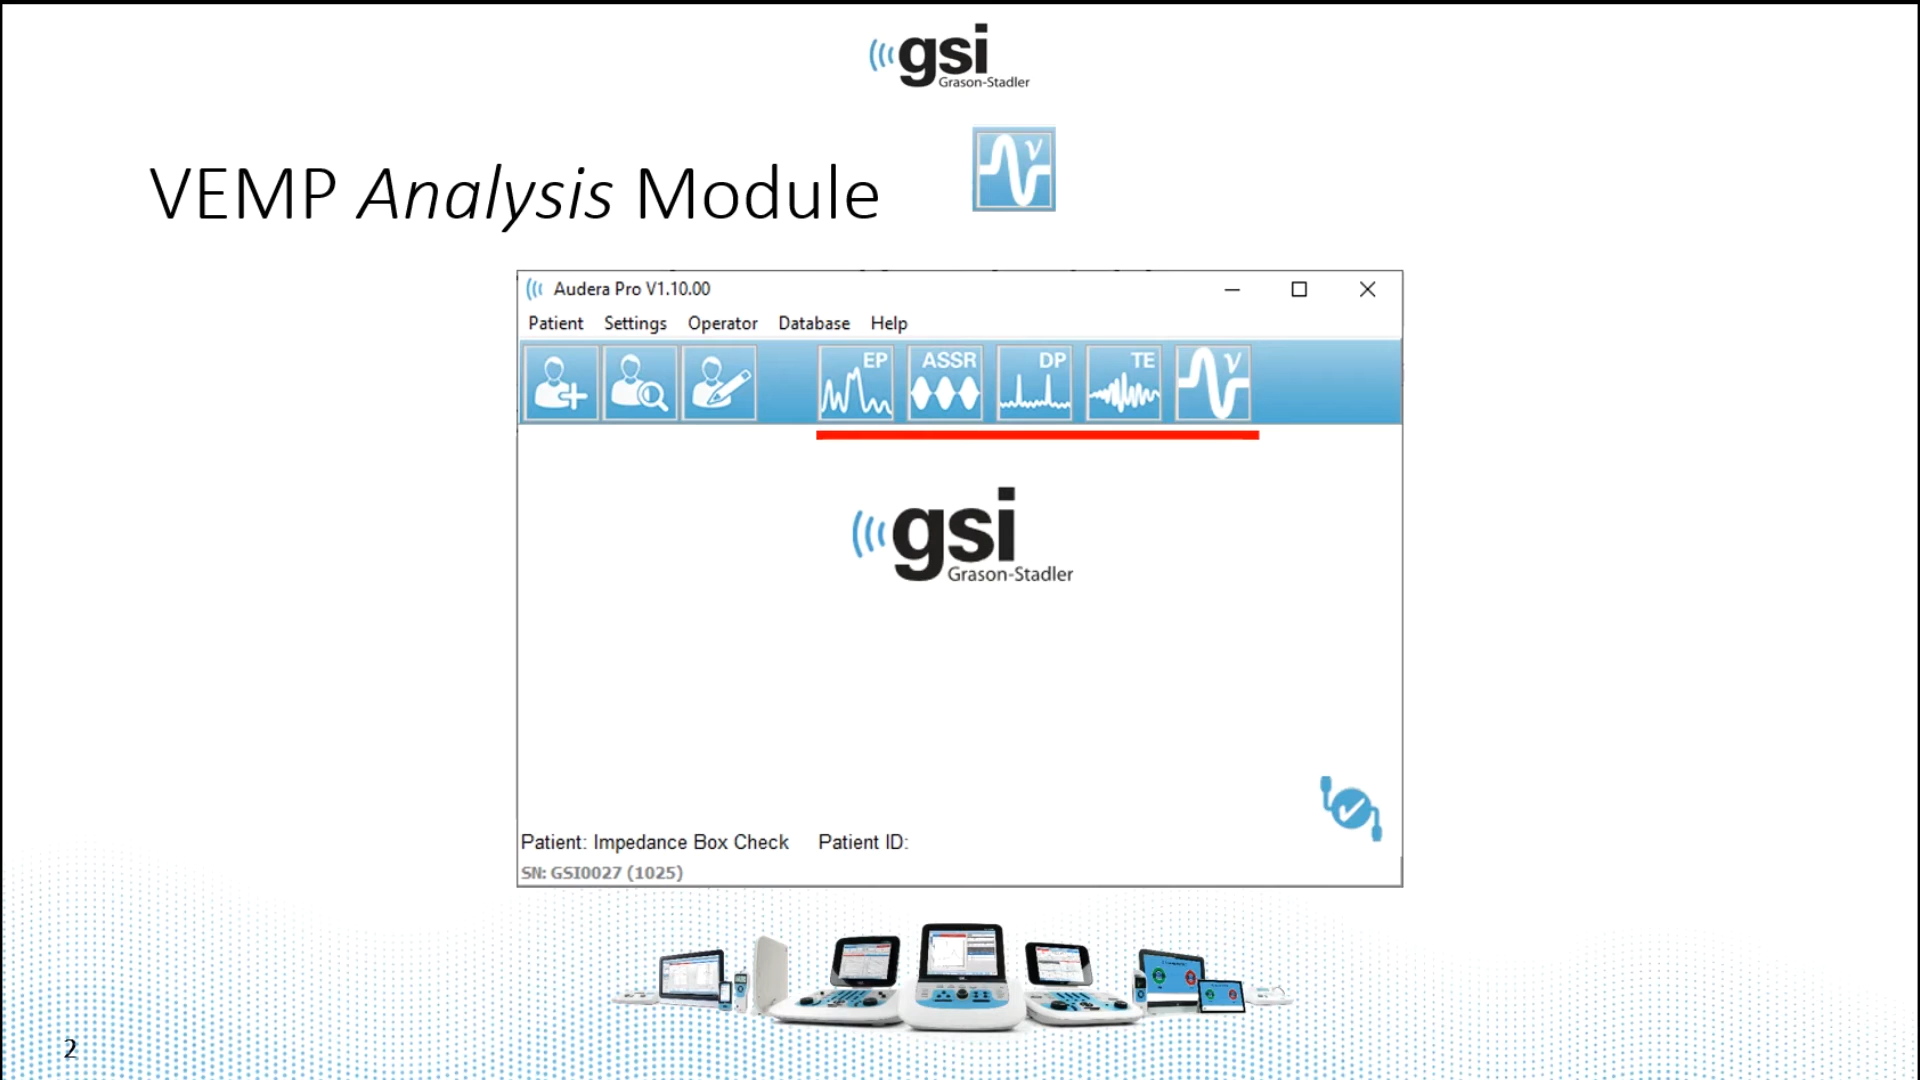 gsi
Grason-Stadler
VEMP Analysis Module
v
Audera Pro V1.10.00
Patient Settings Operator Database Help
EP ASSR DP TE v
gsi
Grason-Stadler
Patient: Impedance Box Check Patient ID:
SN: GSI0027 (1025)
2